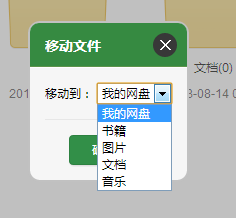 移动文件
文档(0)
移动到： 我的网盘
201
8-08-14 0
我的网盘
书籍
图片
文档
音乐